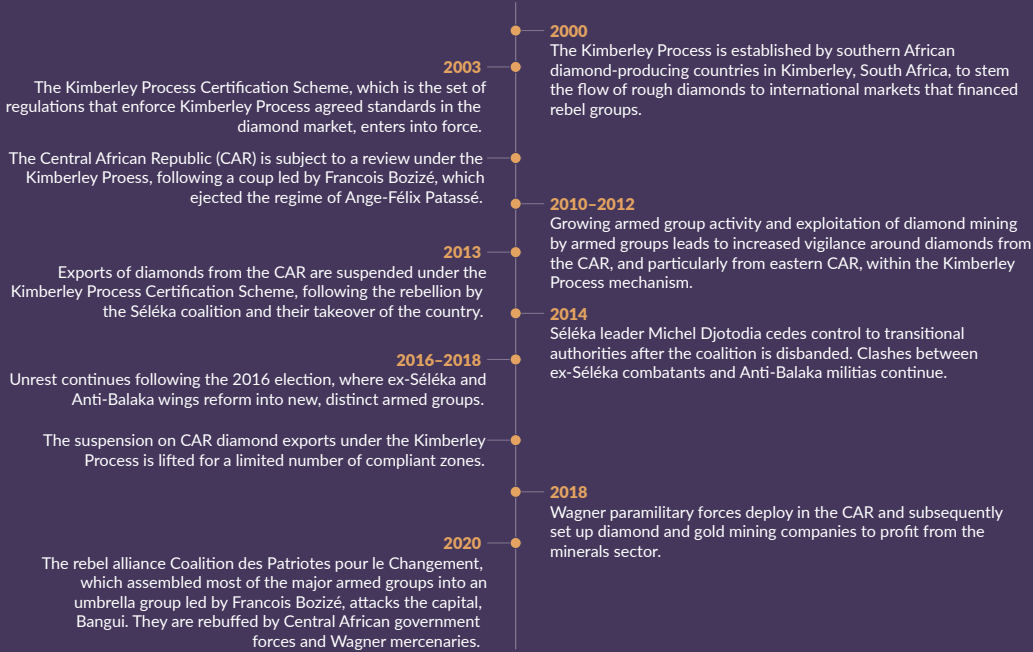 2000
The Kimberley Process is established by southern African
diamond-producing countries in Kimberley, South Africa, to stem
the flow of rough diamonds to international markets that financed
rebel groups.
2003
The Kimberley Process Certification Scheme, which is the set of
regulations that enforce Kimberley Process agreed standards in the
diamond market, enters into force.
The Central African Republic (CAR) is subject to a review under the
Kimberley Proess, following a coup led by Francois Bozizé, which
ejected the regime of Ange-Félix Patassé.
2010–2012
Growing armed group activity and exploitation of diamond mining
by armed groups leads to increased vigilance around diamonds from
the CAR, and particularly from eastern CAR, within the Kimberley
Process mechanism.
2013
Exports of diamonds from the CAR are suspended under the
Kimberley Process Certification Scheme, following the rebellion by
the Séléka coalition and their takeover of the country.
2014
Séléka leader Michel Djotodia cedes control to transitional
authorities after the coalition is disbanded. Clashes between
ex-Séléka combatants and Anti-Balaka militias continue.
2016–2018
Unrest continues following the 2016 election, where ex-Séléka and
Anti-Balaka wings reform into new, distinct armed groups.
The suspension on CAR diamond exports under the Kimberley
Process is lifted for a limited number of compliant zones.
2018
Wagner paramilitary forces deploy in the CAR and subsequently
set up diamond and gold mining companies to profit from the
minerals sector.
2020
The rebel alliance Coalition des Patriotes pour le Changement,
which assembled most of the major armed groups into an
umbrella group led by Francois Bozizé, attacks the capital,
Bangui. They are rebuffed by Central African government
forces and Wagner mercenaries.